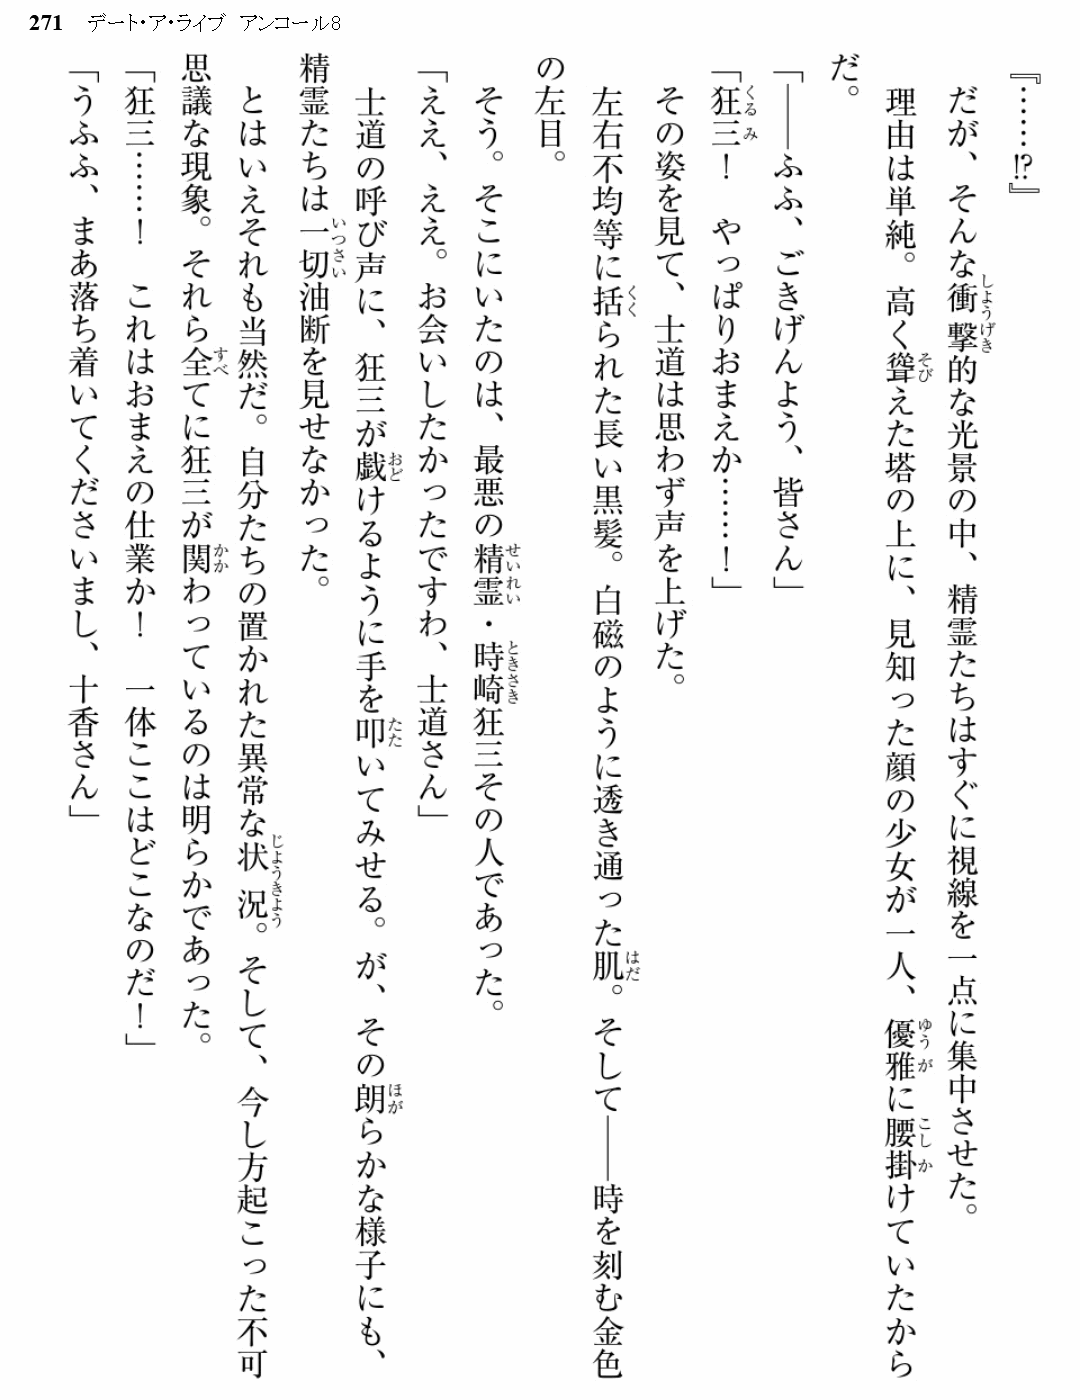 271 デート・ア・ライブ アンコール8
『……!?』
だが、そんな衝撃的な光景の中、精霊たちはすぐに視線を一点に集中させた。
理由は単純。高く聳えた塔の上に、見知った顔の少女が一人、優雅に腰掛けていたから
だ。
「――ふふ、ごきげんよう、皆さん」
「狂三！　やっぱりおまえか……！」
その姿を見て、士道は思わず声を上げた。
左右不均等に括られた長い黒髪。白磁のように透き通った肌。そして――時を刻む金色
の左目。
そう。そこにいたのは、最悪の精霊・時崎狂三その人であった。
「ええ、ええ。お会いしたかったですわ、士道さん」
士道の呼び声に、狂三が戯けるように手を叩いてみせる。が、その朗らかな様子にも、
精霊たちは一切油断を見せなかった。
とはいえそれも当然だ。自分たちの置かれた異常な状況。そして、今し方起こった不可
思議な現象。それら全てに狂三が関わっているのは明らかであった。
「狂三……！　これはおまえの仕業か！　一体ここはどこなのだ！」
「うふふ、まあ落ち着いてくださいまし、十香さん」